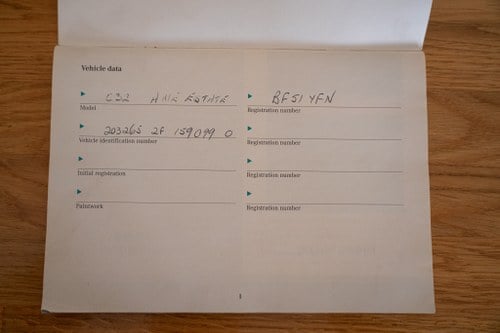 Vehicle data
C32 AMG ESTATE
Model
203265 2F 159099 0
Vehicle identification number
Initial registration
Paintwork
BF51 YFN
Registration number
Registration number
Registration number
Registration number